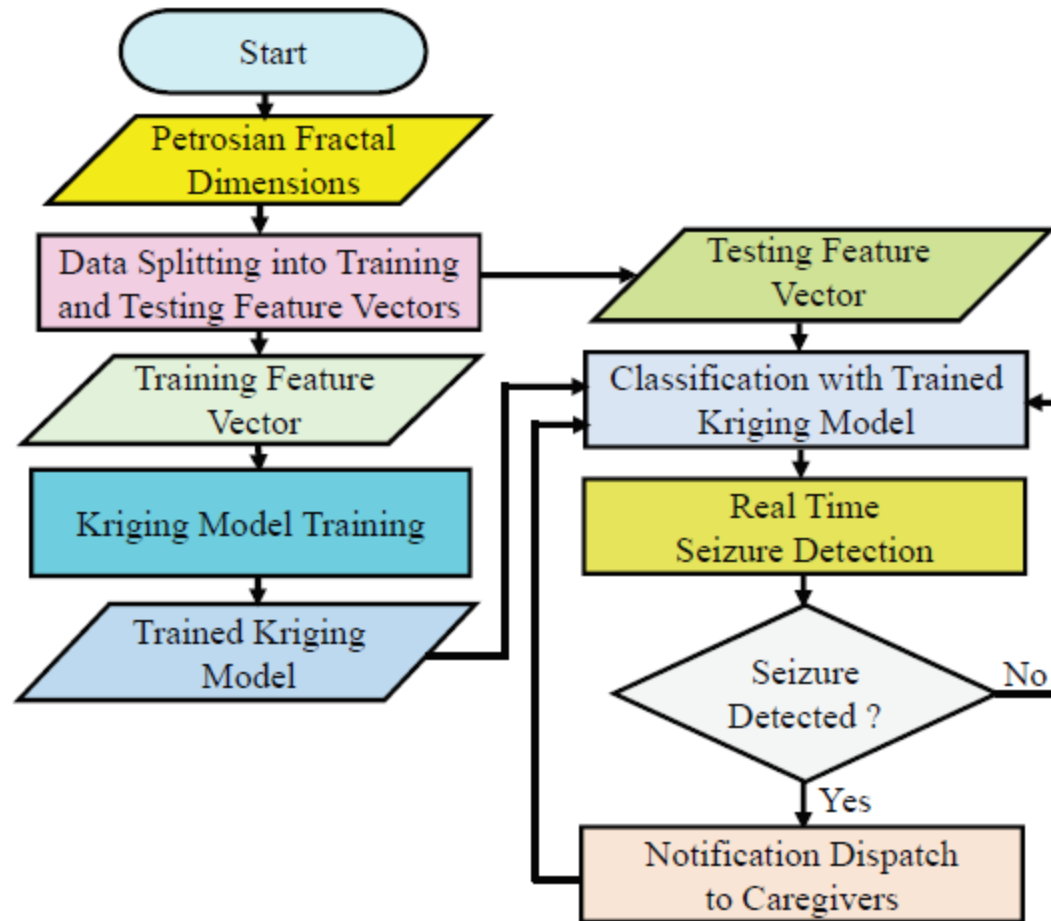 Start
Petrosian Fractal
Dimensions
Data Splitting into Training
and Testing Feature Vectors
Training Feature
Vector
Kriging Model Training
Trained Kriging
Model
Testing Feature
Vector
Classification with Trained
Kriging Model
Real Time
Seizure Detection
Seizure
Detected ?
No
Yes
Notification Dispatch
to Caregivers